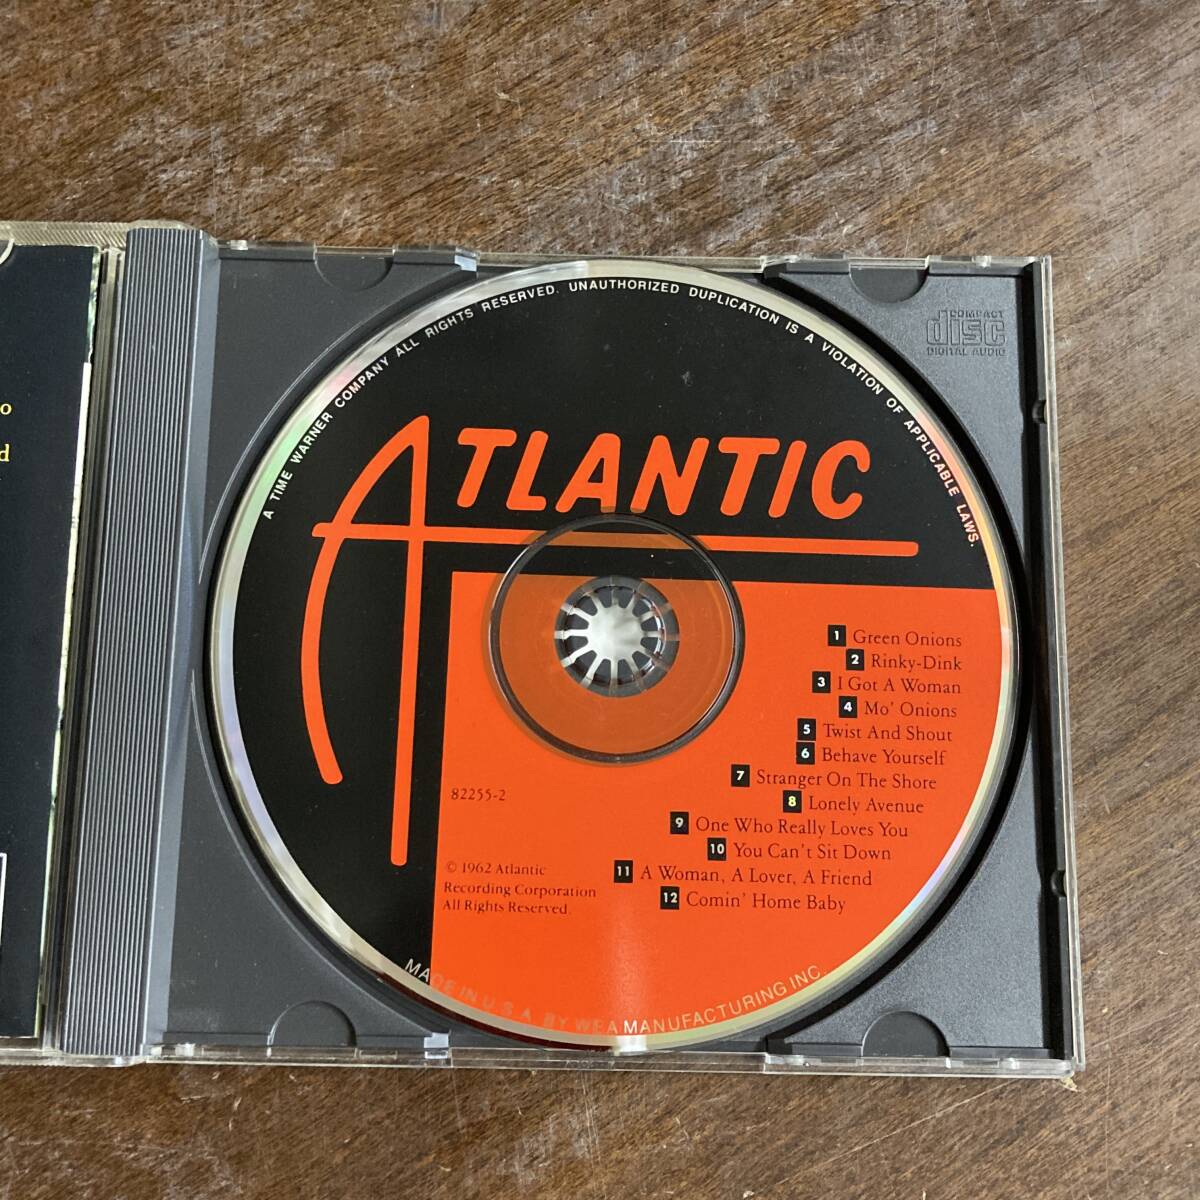 o
d
COMPACT
disc
DIGITAL AUDIO
A TIME WARNER COMPANY ALL RIGHTS RESERVED. UNAUTHORIZED DUPLICATION IS A VIOLATION OF APPLICABLE LAWS.
ATLANTIC
1 Green Onions
2 Rinky-Dink
3 I Got A Woman
4 Mo' Onions
5 Twist And Shout
6 Behave Yourself
7 Stranger On The Shore
8 Lonely Avenue
9 One Who Really Loves You
10 You Can't Sit Down
11 A Woman, A Lover, A Friend
12 Comin' Home Baby
82255-2
© 1962 Atlantic
Recording Corporation
All Rights Reserved.
MADE IN U.S.A. BY WEA MANUFACTURING INC.